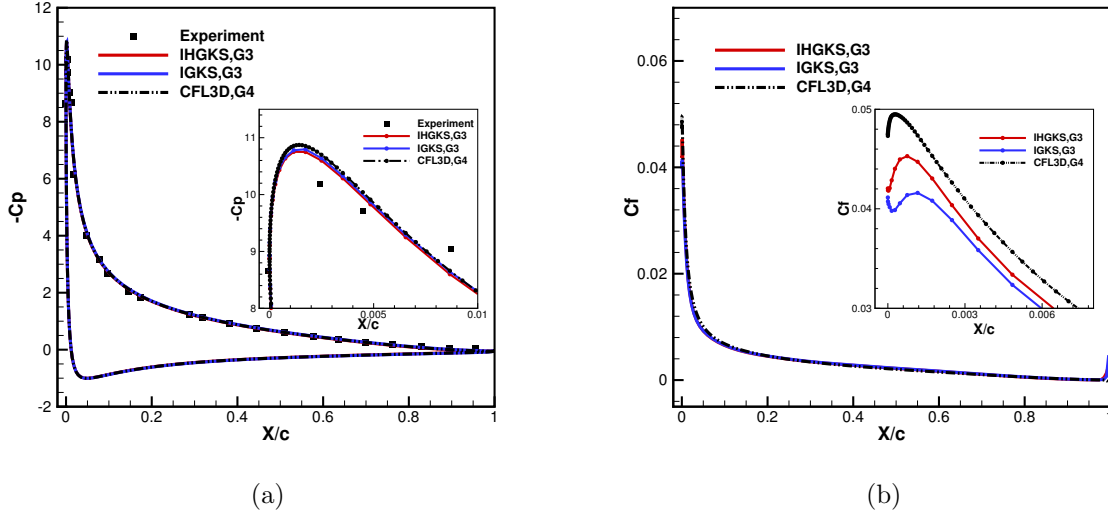 12
10
8
6
4
2
0
-2
-Cp
0
0.2
0.4
0.6
0.8
1
X/c
Experiment
IHGKS,G3
IGKS,G3
CFL3D,G4
11
10
9
8
-Cp
0
0.005
0.01
X/c
Experiment
IHGKS,G3
IGKS,G3
CFL3D,G4
(a)
0.06
0.04
0.02
0
Cf
0
0.2
0.4
0.6
0.8
1
X/c
IHGKS,G3
IGKS,G3
CFL3D,G4
0.05
0.04
0.03
Cf
0
0.003
0.006
X/c
IHGKS,G3
IGKS,G3
CFL3D,G4
(b)